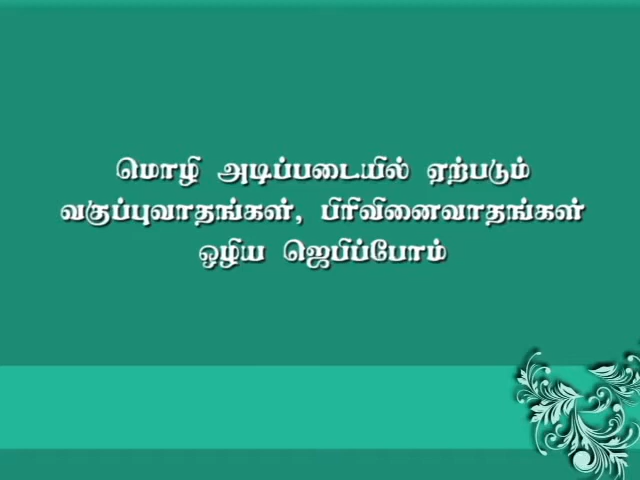 மொழி அடிப்படையில் ஏற்படும்
வகுப்புவாதங்கள், பிரிவினைவாதங்கள்
ஒழிய ஜெபிப்போம்